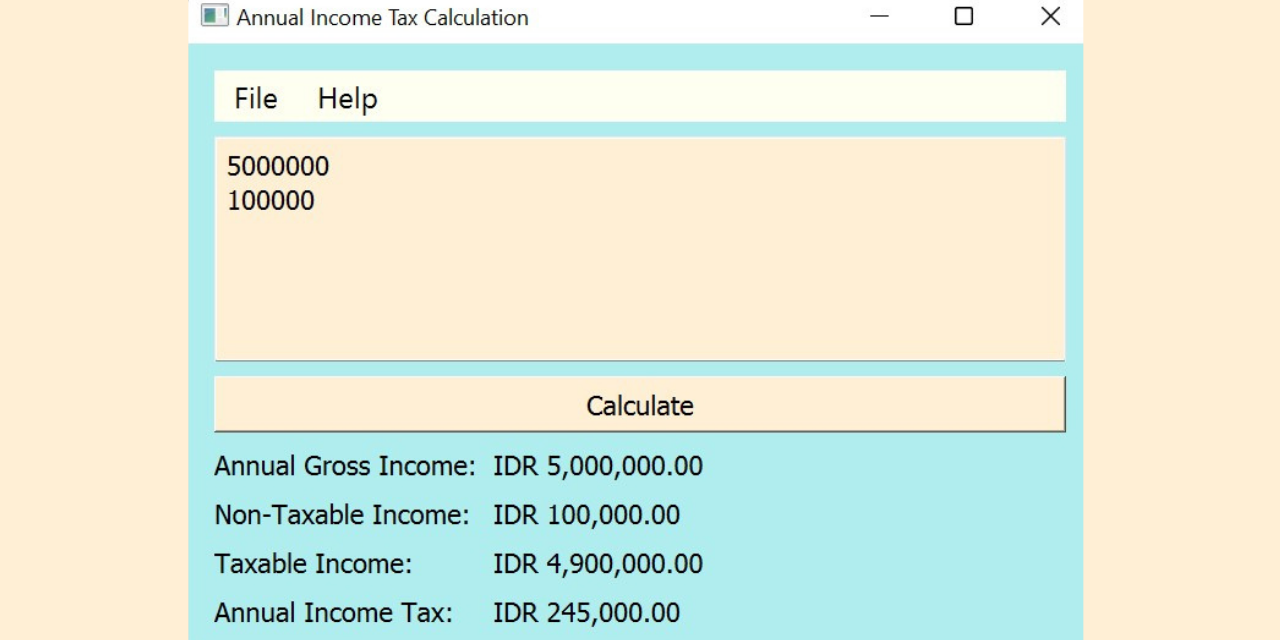 Annual Income Tax Calculation
File Help
5000000
100000
Calculate
Annual Gross Income: IDR 5,000,000.00
Non-Taxable Income: IDR 100,000.00
Taxable Income: IDR 4,900,000.00
Annual Income Tax: IDR 245,000.00